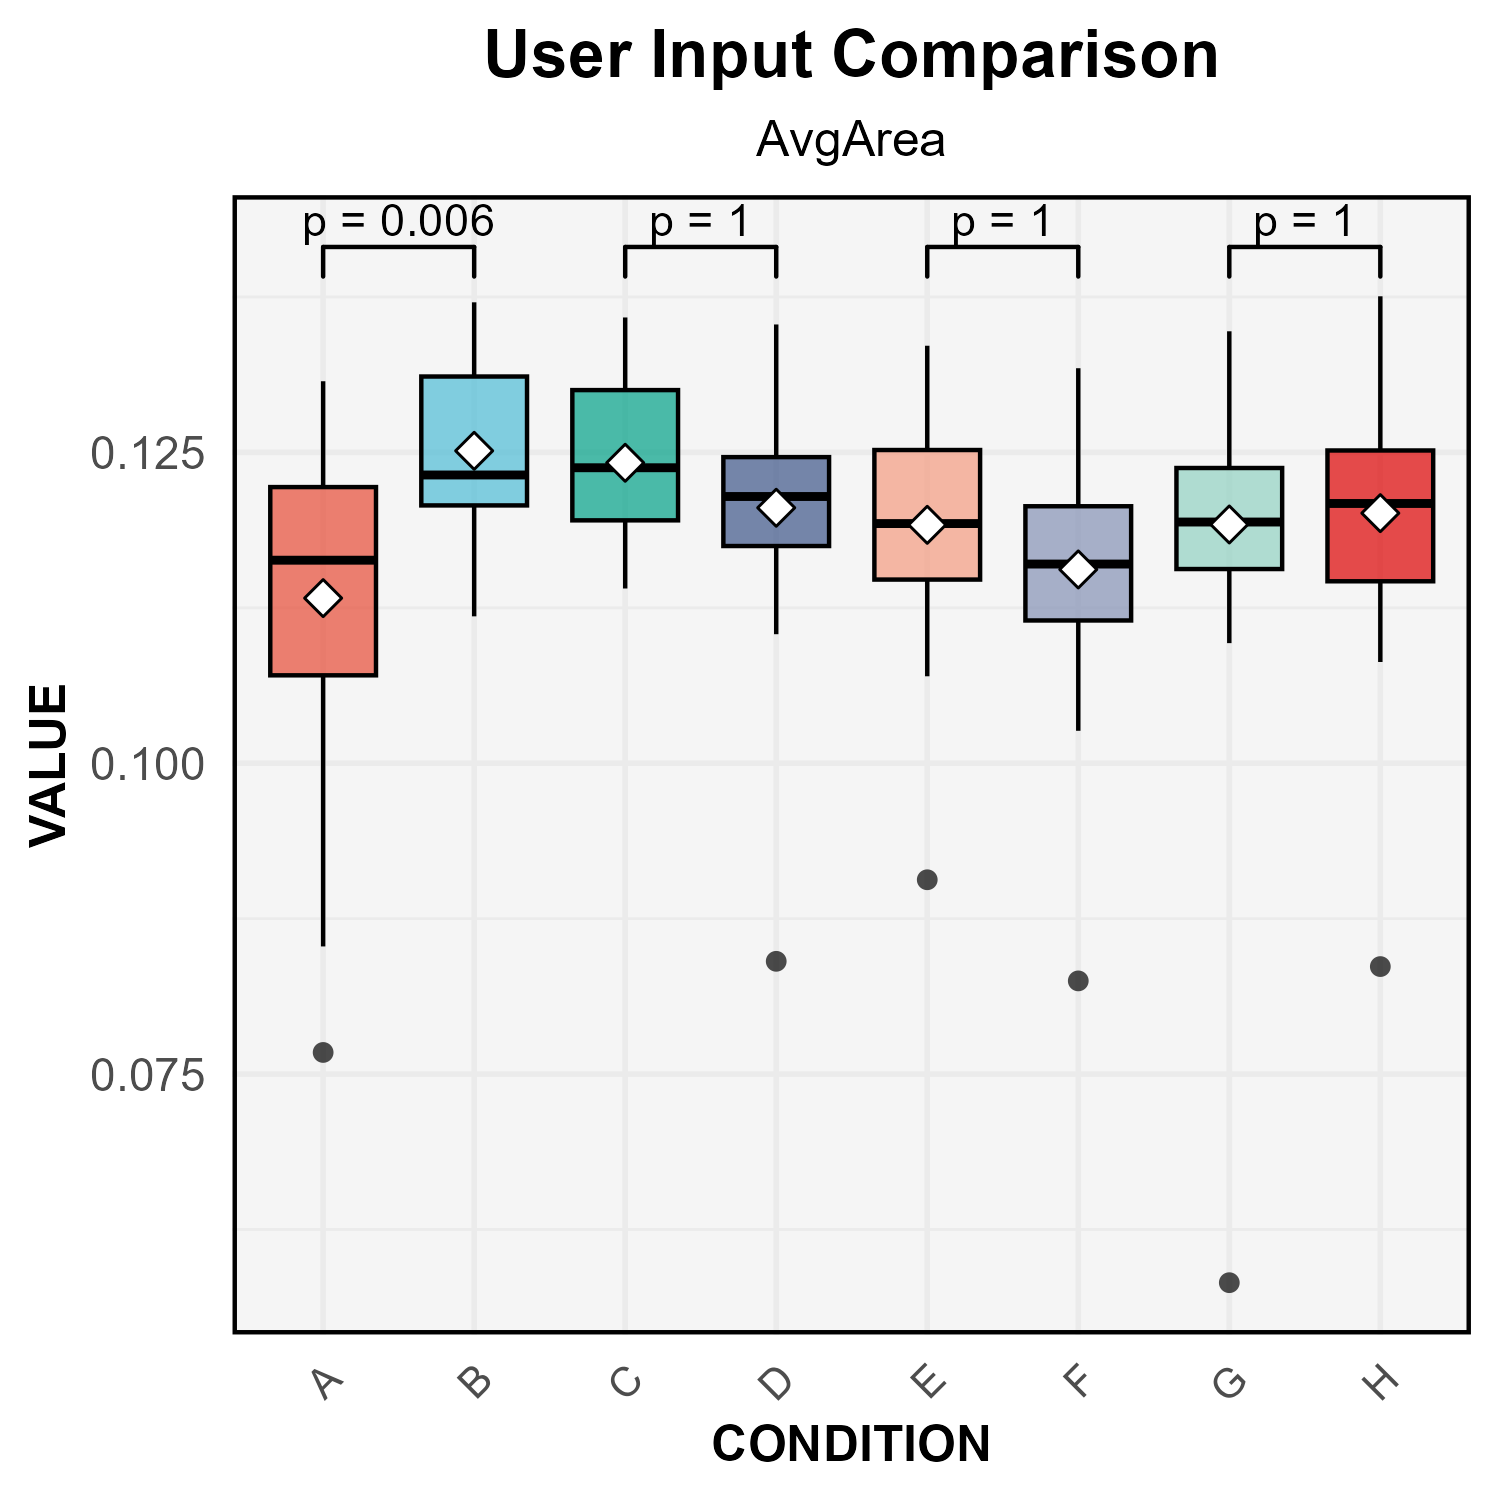 User Input Comparison
AvgArea
p = 0.006 p = 1 p = 1 p = 1
0.125
0.100
0.075
VALUE
A B C D E F G H
CONDITION